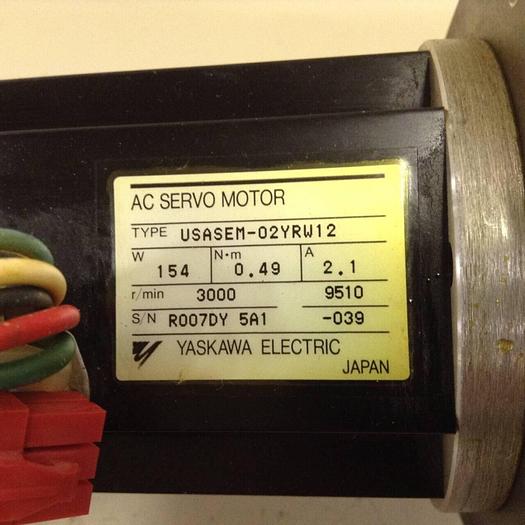 AC SERVO MOTOR
TYPE USASEM-02YRW12
W 154 N·m 0.49 A 2.1
r/min 3000 9510
S/N R007DY 5A1 -039
YASKAWA ELECTRIC
JAPAN